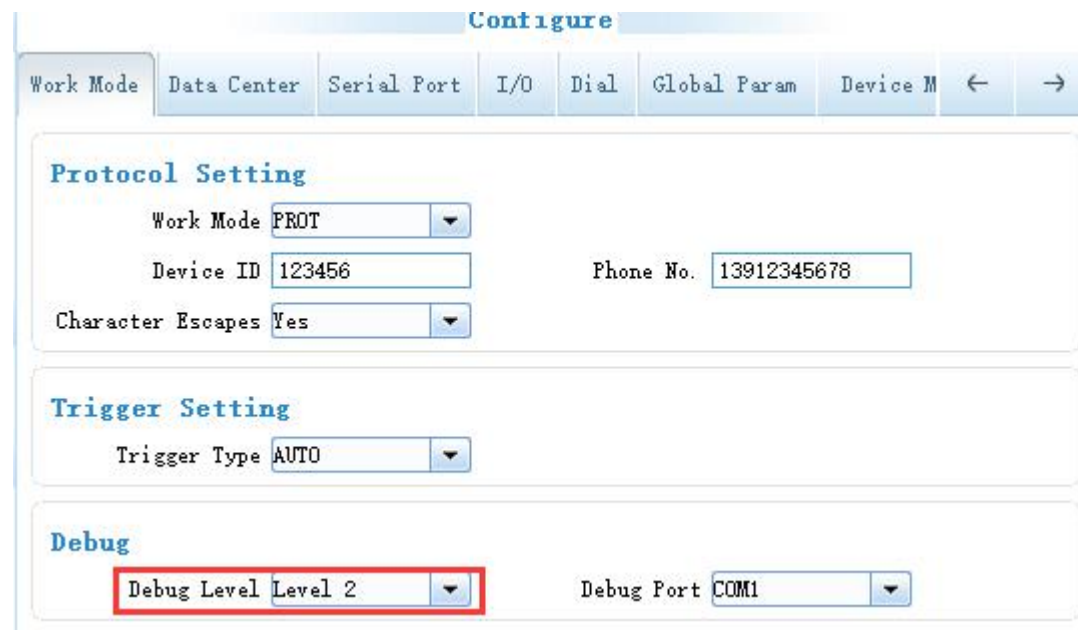 Configure
Work Mode Data Center Serial Port I/O Dial Global Param Device M ← →
Protocol Setting
Work Mode PROT
Device ID 123456 Phone No. 13912345678
Character Escapes Yes
Trigger Setting
Trigger Type AUTO
Debug
Debug Level Level 2 Debug Port COM1